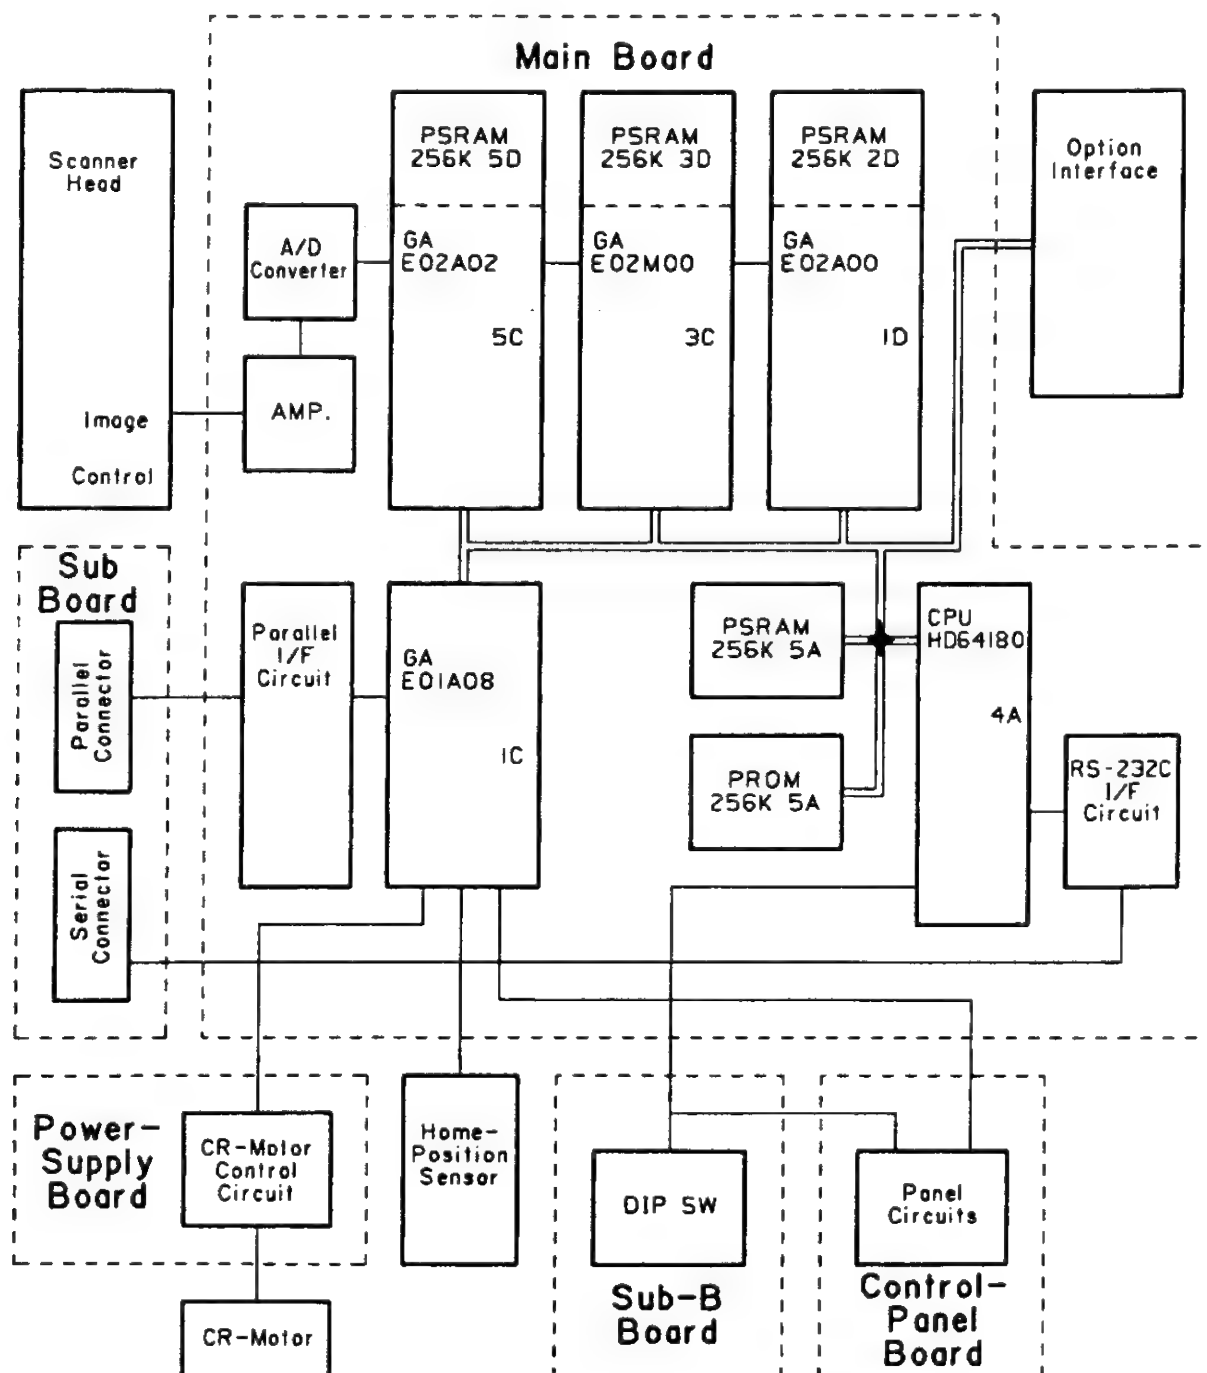 Main Board
Scanner
Head
Image
Control
PSRAM
256K 5D
GA
E02A02
5C
PSRAM
256K 3D
GA
E02M00
3C
PSRAM
256K 2D
GA
E02A00
1D
Option
Interface
A/D
Converter
AMP.
Sub
Board
Parallel
Connector
Serial
Connector
Parallel
I/F
Circuit
GA
E01A08
1C
PSRAM
256K 5A
PROM
256K 5A
CPU
HD64180
4A
RS-232C
I/F
Circuit
Power-
Supply
Board
CR-Motor
Control
Circuit
CR-Motor
Home-
Position
Sensor
DIP SW
Sub-B
Board
Panel
Circuits
Control-
Panel
Board